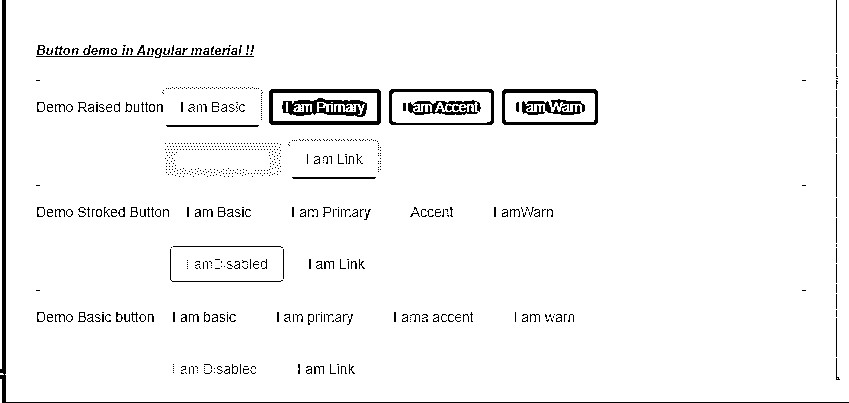 Button demo in Angular material !!
Demo Raised button I am Basic I am Primary I am Accent I am Warn
I am Link
Demo Stroked Button I am Basic I am Primary Accent I amWarn
I am Disabled I am Link
Demo Basic button I am basic I am primary I ama accent I am warn
I am Disabled I am Link